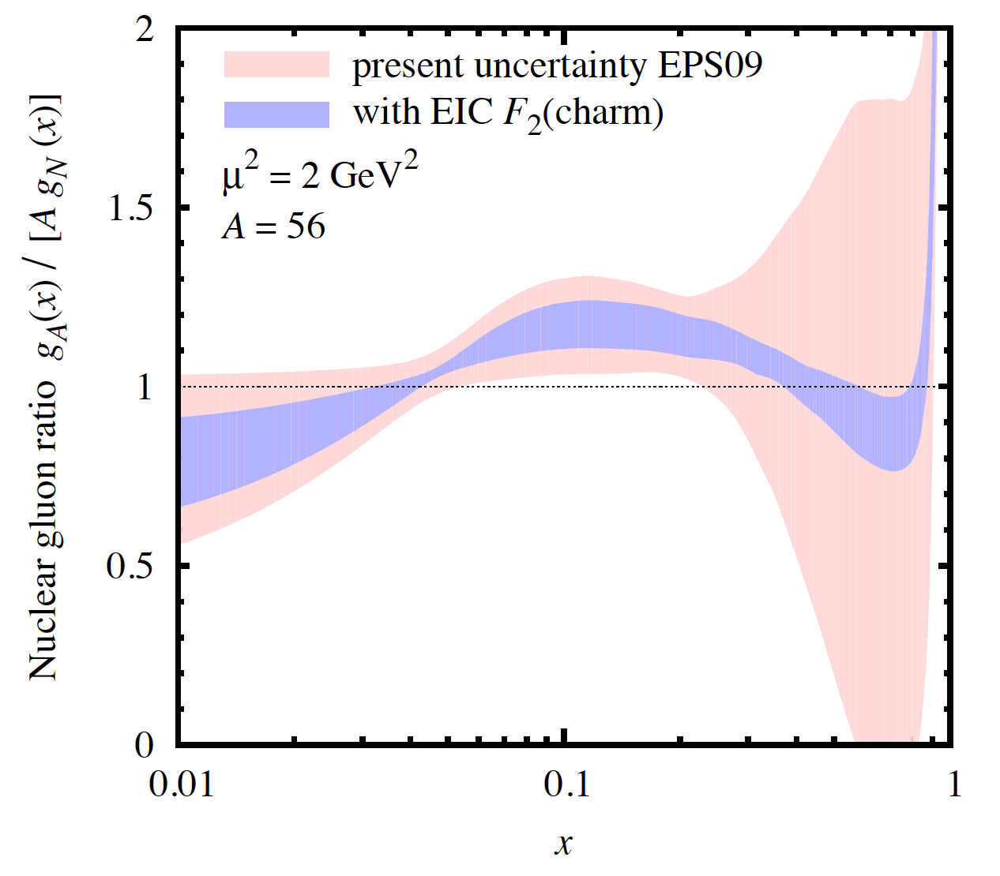 2
present uncertainty EPS09
with EIC F2(charm)
μ2 = 2 GeV2
1.5
A = 56
Nuclear gluon ratio gA(x) / [A gN(x)]
1
0.5
0
0.01
0.1
1
x